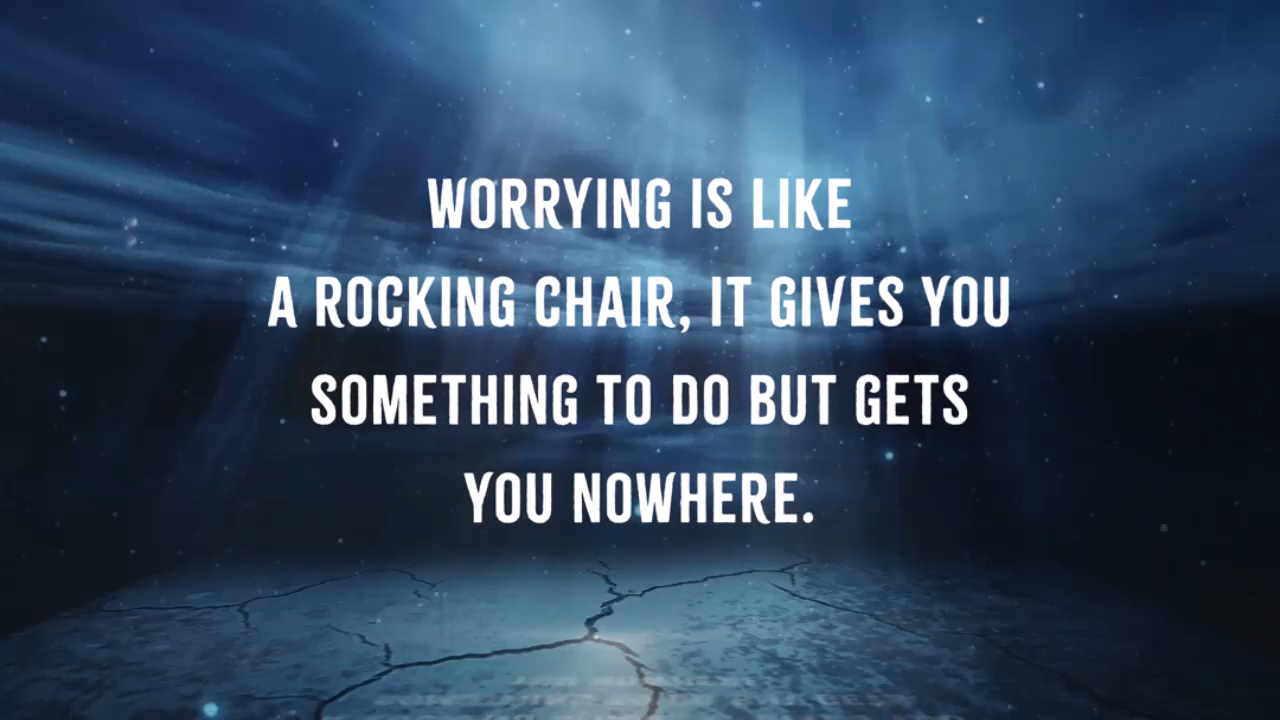 WORRYING IS LIKE
A ROCKING CHAIR, IT GIVES YOU
SOMETHING TO DO BUT GETS
YOU NOWHERE.